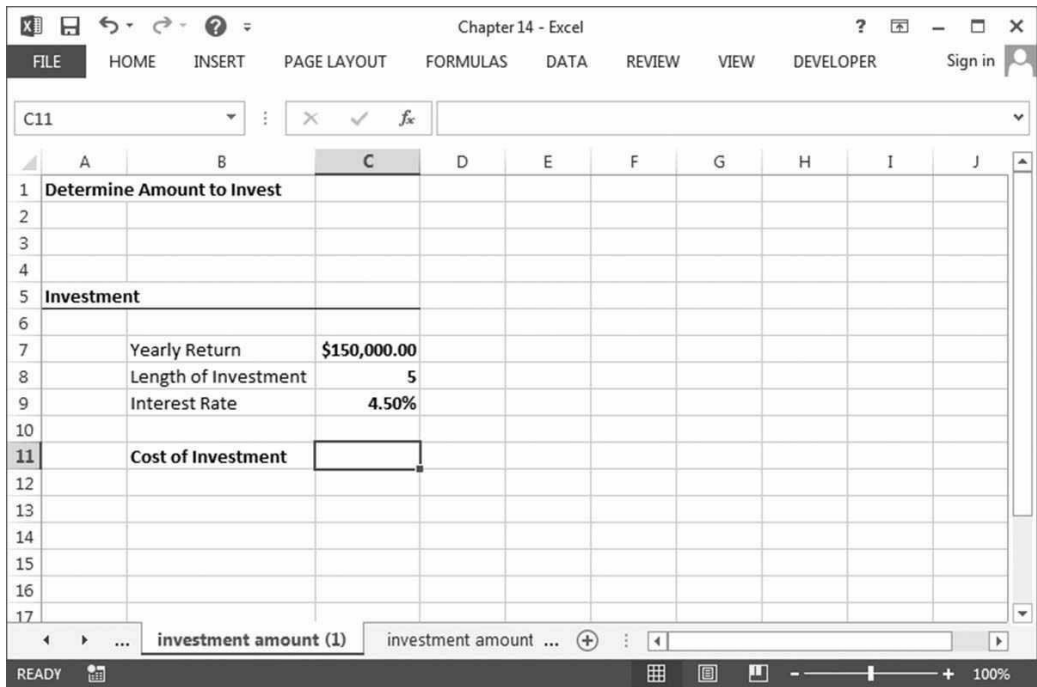 Chapter 14 - Excel
?
FILE HOME INSERT PAGE LAYOUT FORMULAS DATA REVIEW VIEW DEVELOPER Sign in
C11 fx
A B C D E F G H I J
1 Determine Amount to Invest
2
3
4
5 Investment
6
7 Yearly Return $150,000.00
8 Length of Investment 5
9 Interest Rate 4.50%
10
11 Cost of Investment
12
13
14
15
16
17
... investment amount (1) investment amount ...
READY 100%